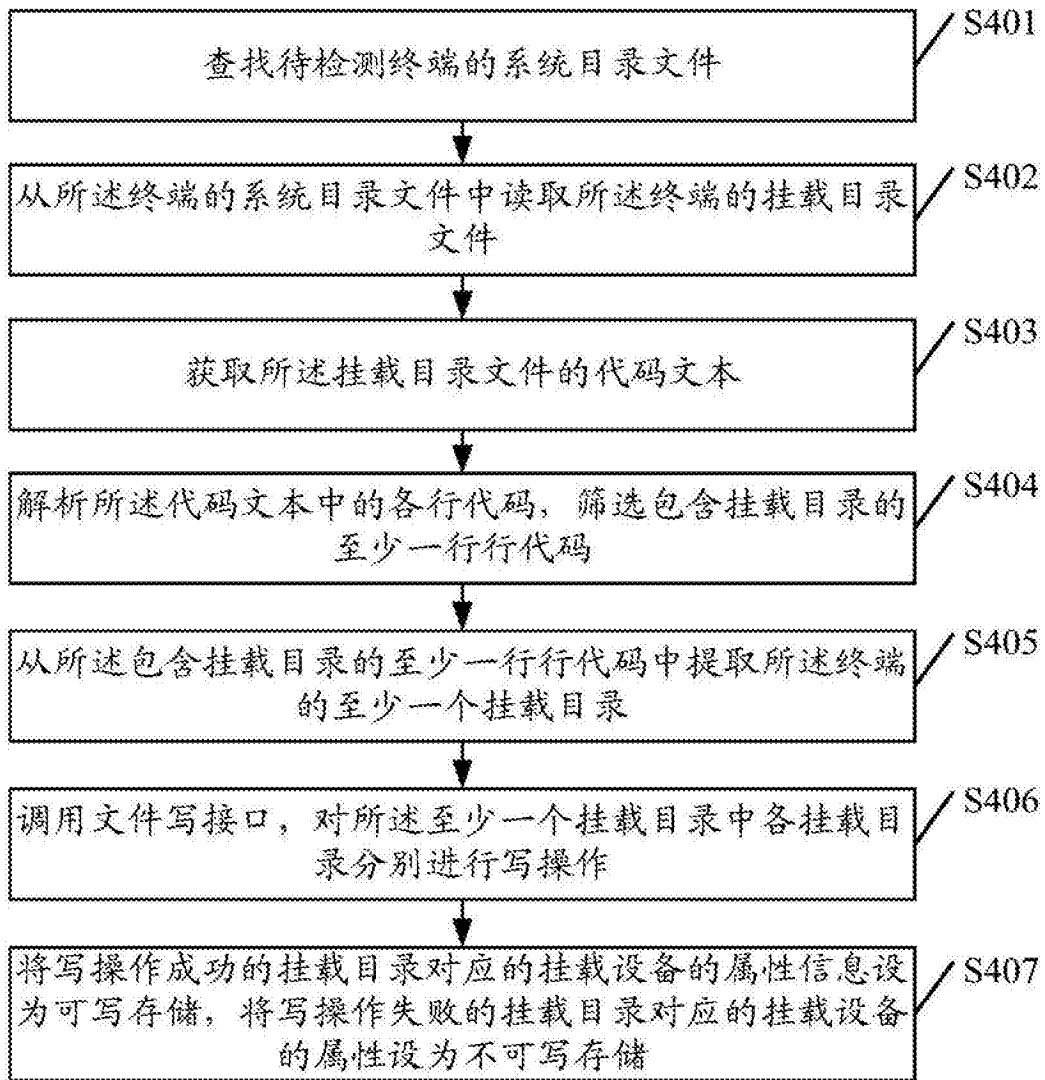 查找待检测终端的系统目录文件
S401
从所述终端的系统目录文件中读取所述终端的挂载目录
文件
S402
获取所述挂载目录文件的代码文本
S403
解析所述代码文本中的各行代码，筛选包含挂载目录的
至少一行行代码
S404
从所述包含挂载目录的至少一行行代码中提取所述终端
的至少一个挂载目录
S405
调用文件写接口，对所述至少一个挂载目录中各挂载目
录分别进行写操作
S406
将写操作成功的挂载目录对应的挂载设备的属性信息设
为可写存储，将写操作失败的挂载目录对应的挂载设备
的属性设为不可写存储
S407